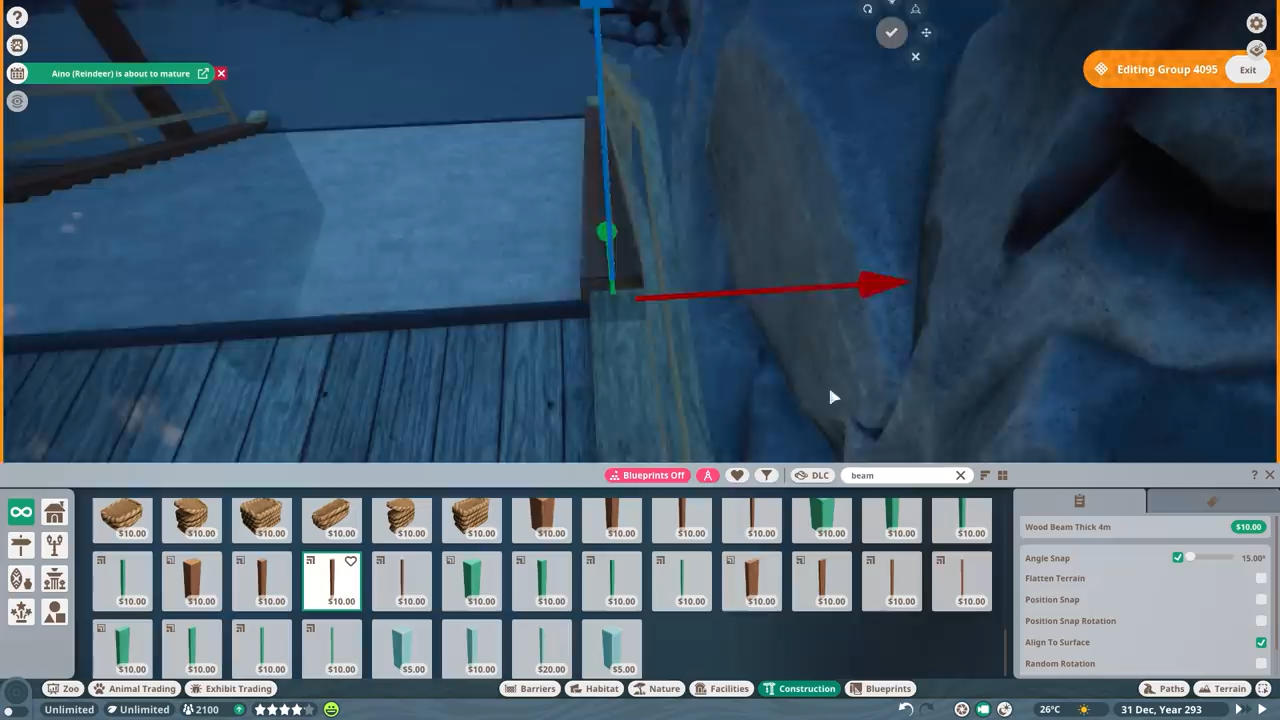 ?
Aino (Reindeer) is about to mature
Editing Group 4095
Exit
Blueprints Off
DLC
beam
?
$10.00 $10.00 $10.00 $10.00 $10.00 $10.00 $10.00 $10.00 $10.00 $10.00 $10.00 $10.00 $10.00
$10.00 $10.00 $10.00 $10.00 $10.00 $10.00 $10.00 $10.00 $10.00 $10.00 $10.00 $10.00 $10.00
$10.00 $10.00 $10.00 $10.00 $5.00 $10.00 $20.00 $5.00
Wood Beam Thick 4m
$10.00
Angle Snap
15.00°
Flatten Terrain
Position Snap
Position Snap Rotation
Align To Surface
Random Rotation
Zoo
Animal Trading
Exhibit Trading
Barriers
Habitat
Nature
Facilities
Construction
Blueprints
Paths
Terrain
Unlimited
Unlimited
2100
26°C
31 Dec, Year 293